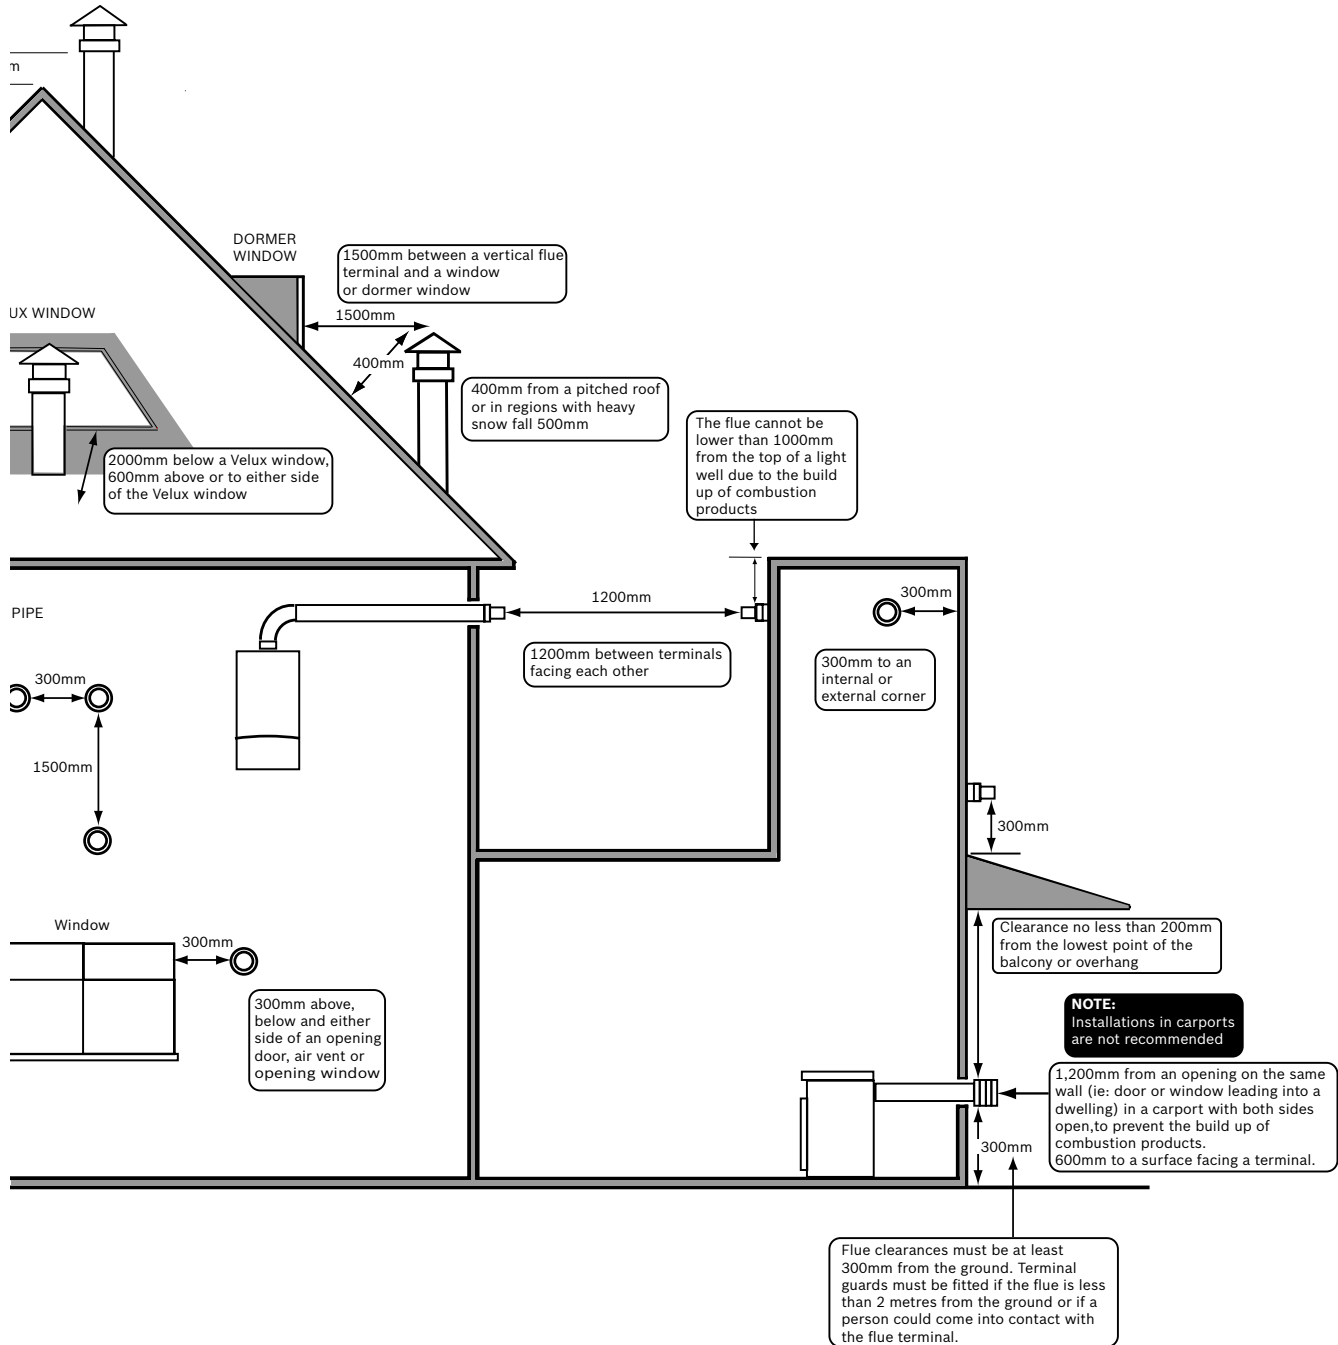 m
DORMER
WINDOW
1500mm between a vertical flue
terminal and a window
or dormer window
UX WINDOW
1500mm
400mm
400mm from a pitched roof
or in regions with heavy
snow fall 500mm
The flue cannot be
lower than 1000mm
from the top of a light
well due to the build
up of combustion
products
2000mm below a Velux window,
600mm above or to either side
of the Velux window
PIPE
1200mm
300mm
1200mm between terminals
facing each other
300mm to an
internal or
external corner
300mm
1500mm
300mm
Window
300mm
300mm above,
below and either
side of an opening
door, air vent or
opening window
Clearance no less than 200mm
from the lowest point of the
balcony or overhang
NOTE:
Installations in carports
are not recommended
1,200mm from an opening on the same
wall (ie: door or window leading into a
dwelling) in a carport with both sides
open,to prevent the build up of
combustion products.
600mm to a surface facing a terminal.
300mm
Flue clearances must be at least
300mm from the ground. Terminal
guards must be fitted if the flue is less
than 2 metres from the ground or if a
person could come into contact with
the flue terminal.